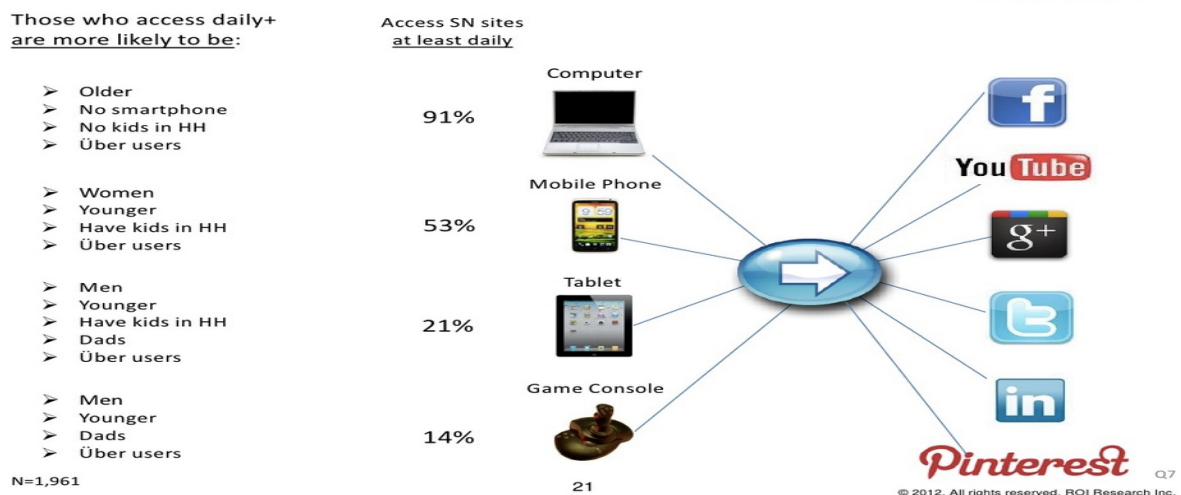 Those who access daily+
are more likely to be:
Access SN sites
at least daily
➢ Older
➢ No smartphone
➢ No kids in HH
➢ Über users
91%
Computer
➢ Women
➢ Younger
➢ Have kids in HH
➢ Über users
53%
Mobile Phone
➢ Men
➢ Younger
➢ Have kids in HH
➢ Dads
➢ Über users
21%
Tablet
➢ Men
➢ Younger
➢ Dads
➢ Über users
14%
Game Console
f
YouTube
g+
t
in
Pinterest
N=1,961
21
Q7
© 2012. All rights reserved. ROI Research Inc.